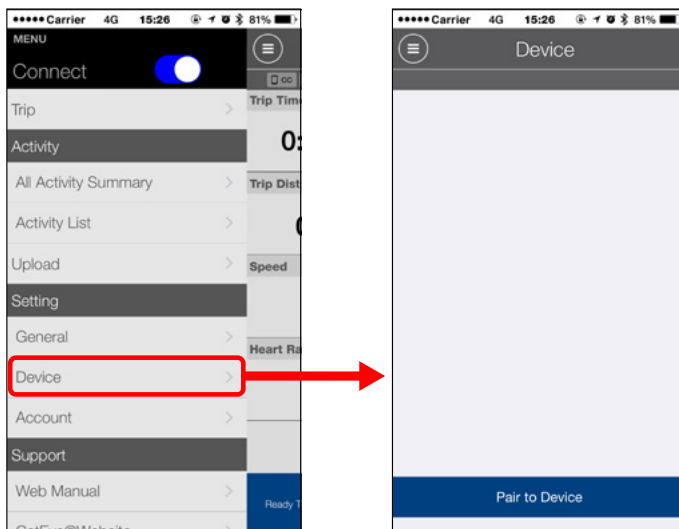 Carrier 4G 15:26 81%
MENU
Connect
Trip
Activity
All Activity Summary
Activity List
Upload
Setting
General
Device
Account
Support
Web Manual
CC
Trip Tim
0:
Trip Dist
Speed
Heart Ra
Ready T
Carrier 4G 15:26 81%
Device
Pair to Device